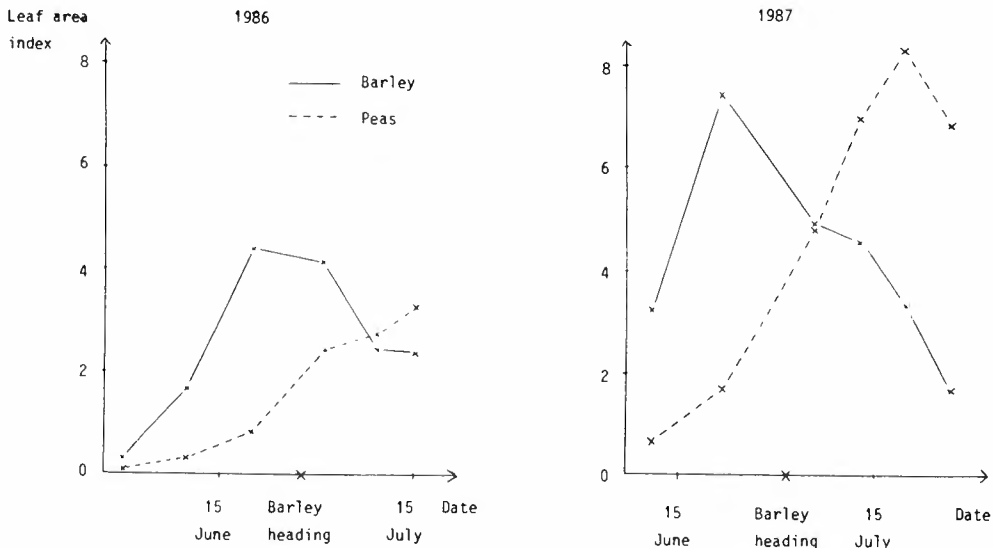 Leaf area
index
1986
8
6
4
2
0
Barley
Peas
15
June
Barley
heading
15
July
Date
1987
8
6
4
2
0
15
June
Barley
heading
15
July
Date